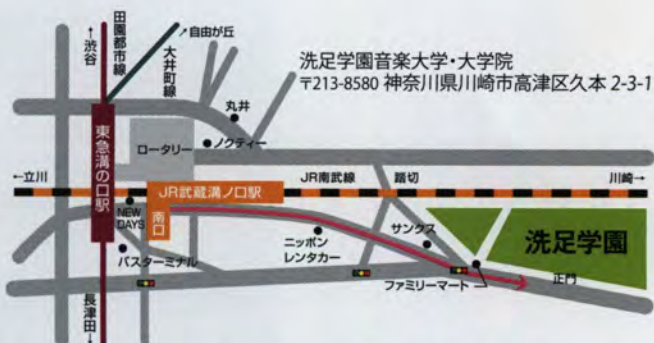 ←渋谷
田園都市線
大井町線
↗自由が丘
洗足学園音楽大学・大学院
〒213-8580 神奈川県川崎市高津区久本 2-3-1
丸井
ノクティー
ロータリー
東急溝の口駅
←立川
JR武蔵溝ノ口駅
JR南武線
踏切
川崎→
NEW
DAYS
南口
バスターミナル
ニッポン
レンタカー
サンクス
ファミリーマート
洗足学園
正門
長津田→